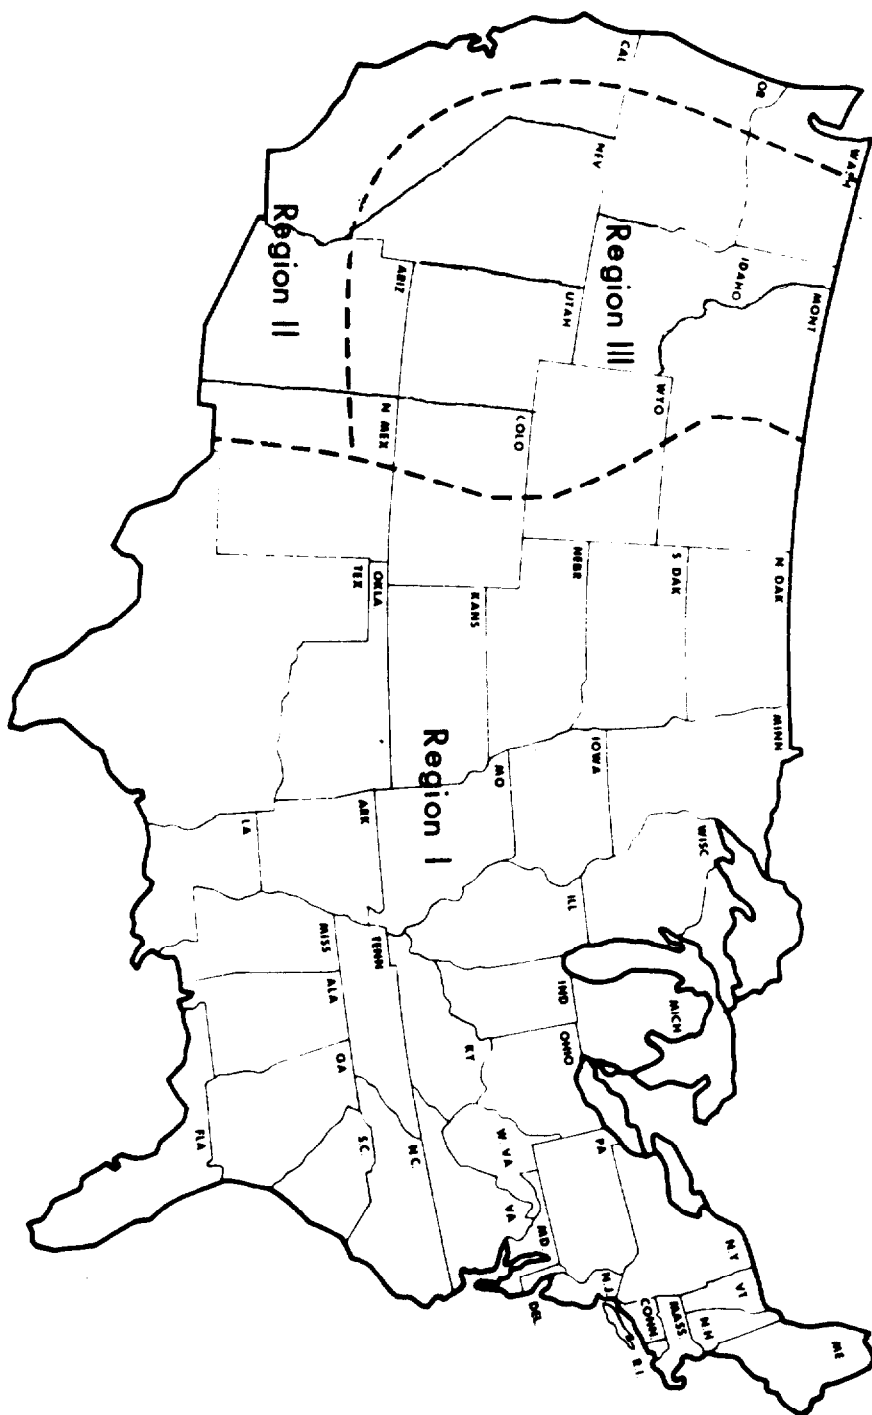 WASH
OR
CAL
NEV
IDAHO
MONT
UTAH
ARIZ
WYO
COLO
N MEX
Region III
Region II
N DAK
S DAK
NEBR
KANS
OKLA
TEX
MINN
IOWA
MO
ARK
LA
Region I
WISC
ILL
MICH
IND
OHIO
KY
TENN
MISS
ALA
GA
FLA
S.C.
N.C.
W VA
VA
PA
MD
DEL
N.J.
N.Y
VT
N.H
MASS
CONN
R.I.
ME